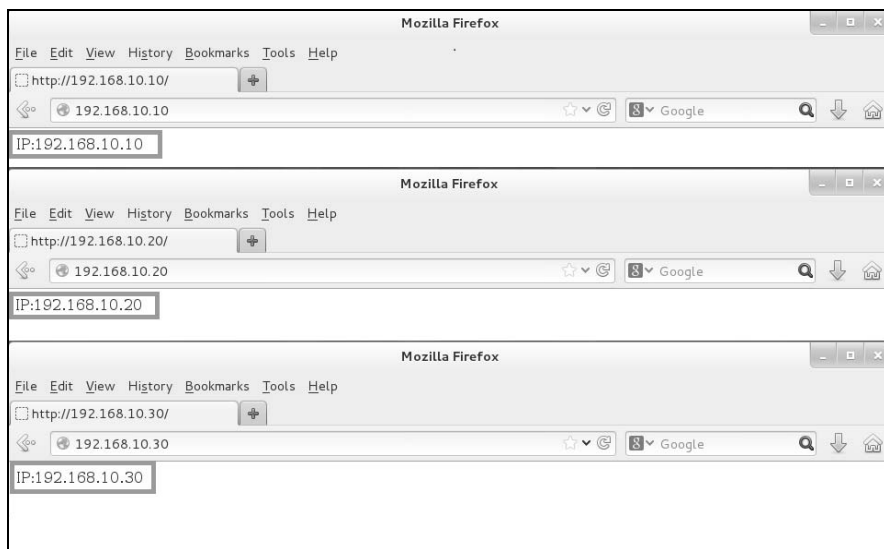 Mozilla Firefox
File Edit View History Bookmarks Tools Help
http://192.168.10.10/
192.168.10.10 Google
IP:192.168.10.10
Mozilla Firefox
File Edit View History Bookmarks Tools Help
http://192.168.10.20/
192.168.10.20 Google
IP:192.168.10.20
Mozilla Firefox
File Edit View History Bookmarks Tools Help
http://192.168.10.30/
192.168.10.30 Google
IP:192.168.10.30